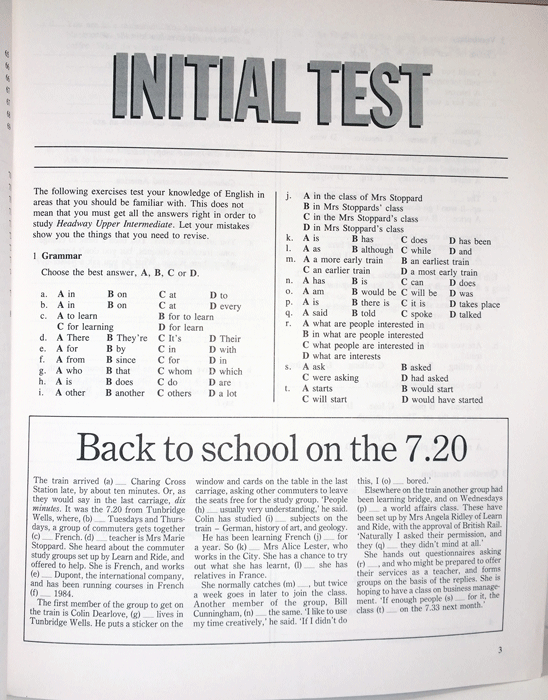 INITIAL TEST
The following exercises test your knowledge of English in
areas that you should be familiar with. This does not
mean that you must get all the answers right in order to
study Headway Upper Intermediate. Let your mistakes
show you the things that you need to revise.
1 Grammar
Choose the best answer, A, B, C or D.
a. A in B on C at D to
b. A in B on C at D every
c. A to learn B for to learn
C for learning D for learn
d. A There B They're C It's D Their
e. A for B by C in D with
f. A from B since C for D in
g. A who B that C whom D which
h. A is B does C do D are
i. A other B another C others D a lot
j. A in the class of Mrs Stoppard
B in Mrs Stoppards' class
C in the Mrs Stoppard's class
D in Mrs Stoppard's class
k. A is B has C does D has been
l. A as B although C while D and
m. A a more early train B an earliest train
C an earlier train D a most early train
n. A has B is C can D does
o. A am B would be C will be D was
p. A is B there is C it is D takes place
q. A said B told C spoke D talked
r. A what are people interested in
B in what are people interested
C what people are interested in
D what are interests
s. A ask B asked
C were asking D had asked
t. A starts B would start
C will start D would have started
Back to school on the 7.20
The train arrived (a) __ Charing Cross
Station late, by about ten minutes. Or, as
they would say in the last carriage, dix
minutes. It was the 7.20 from Tunbridge
Wells, where, (b) __ Tuesdays and Thurs-
days, a group of commuters gets together
(c) __ French. (d) __ teacher is Mrs Marie
Stoppard. She heard about the commuter
study groups set up by Learn and Ride, and
offered to help. She is French, and works
(e) __ Dupont, the international company,
and has been running courses in French
(f) __ 1984.
The first member of the group to get on
the train is Colin Dearlove, (g) __ lives in
Tunbridge Wells. He puts a sticker on the
window and cards on the table in the last
carriage, asking other commuters to leave
the seats free for the study group. 'People
(h) __ usually very understanding,' he said.
Colin has studied (i) __ subjects on the
train – German, history of art, and geology.
He has been learning French (j) __ for
a year. So (k) __ Mrs Alice Lester, who
works in the City. She has a chance to try
out what she has learnt, (l) __ she has
relatives in France.
She normally catches (m) __, but twice
a week goes in later to join the class.
Another member of the group, Bill
Cunningham, (n) __ the same. 'I like to use
my time creatively,' he said. 'If I didn't do
this, I (o) __ bored.'
Elsewhere on the train another group had
been learning bridge, and on Wednesdays
(p) __ a world affairs class. These have
been set up by Mrs Angela Ridley of Learn
and Ride, with the approval of British Rail.
'Naturally I asked their permission, and
they (q) __ they didn't mind at all.'
She hands out questionnaires asking
(r) __, and who might be prepared to offer
their services as a teacher, and forms
groups on the basis of the replies. She is
hoping to have a class on business manage-
ment. 'If enough people (s) __ for it, the
class (t) __ on the 7.33 next month.'
3